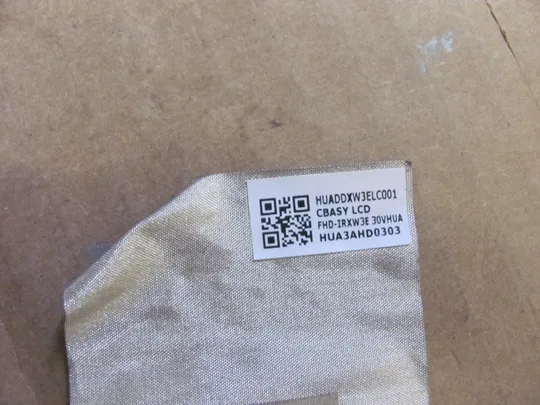 HUADDXW3ELC001
CBASY LCD
FHD-IRXW3E 30VHUA
HUA3AHD0303